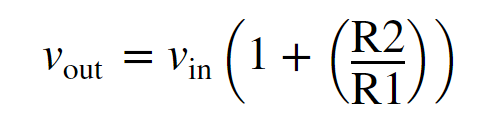 v_out = v_in (1 + (R2/R1))